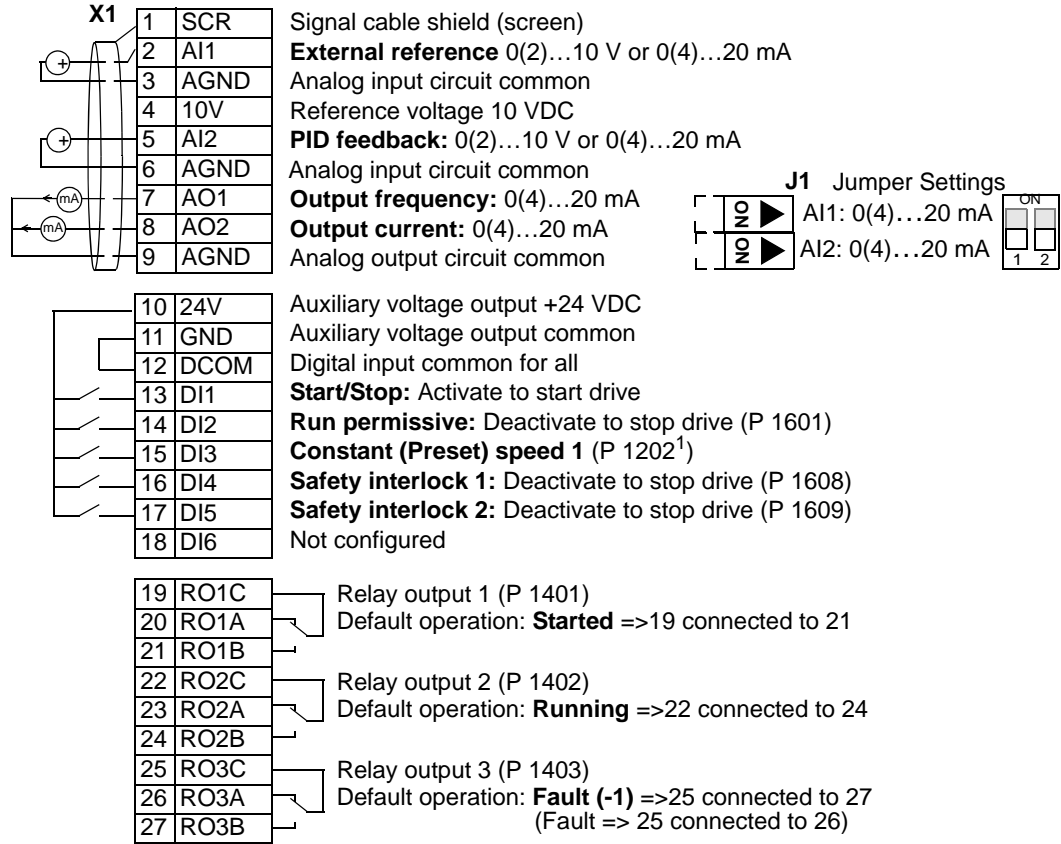 X1
1 SCR Signal cable shield (screen)
2 AI1 External reference 0(2)…10 V or 0(4)…20 mA
3 AGND Analog input circuit common
4 10V Reference voltage 10 VDC
5 AI2 PID feedback: 0(2)…10 V or 0(4)…20 mA
6 AGND Analog input circuit common
7 AO1 Output frequency: 0(4)…20 mA
8 AO2 Output current: 0(4)…20 mA
9 AGND Analog output circuit common
+
+
mA
mA
J1 Jumper Settings
ON AI1: 0(4)…20 mA
ON AI2: 0(4)…20 mA
ON
1 2
10 24V Auxiliary voltage output +24 VDC
11 GND Auxiliary voltage output common
12 DCOM Digital input common for all
13 DI1 Start/Stop: Activate to start drive
14 DI2 Run permissive: Deactivate to stop drive (P 1601)
15 DI3 Constant (Preset) speed 1 (P 1202¹)
16 DI4 Safety interlock 1: Deactivate to stop drive (P 1608)
17 DI5 Safety interlock 2: Deactivate to stop drive (P 1609)
18 DI6 Not configured
19 RO1C Relay output 1 (P 1401)
20 RO1A Default operation: Started =>19 connected to 21
21 RO1B
22 RO2C Relay output 2 (P 1402)
23 RO2A Default operation: Running =>22 connected to 24
24 RO2B
25 RO3C Relay output 3 (P 1403)
26 RO3A Default operation: Fault (-1) =>25 connected to 27
27 RO3B (Fault => 25 connected to 26)